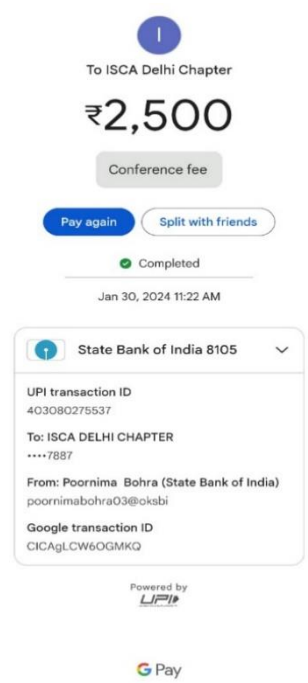 I
To ISCA Delhi Chapter
₹2,500
Conference fee
Pay again Split with friends
Completed
Jan 30, 2024 11:22 AM
State Bank of India 8105
UPI transaction ID
403080275537
To: ISCA DELHI CHAPTER
••••7887
From: Poornima Bohra (State Bank of India)
poornimabohra03@oksbi
Google transaction ID
CICAgLCW6OGMKQ
Powered by
UPI
G Pay